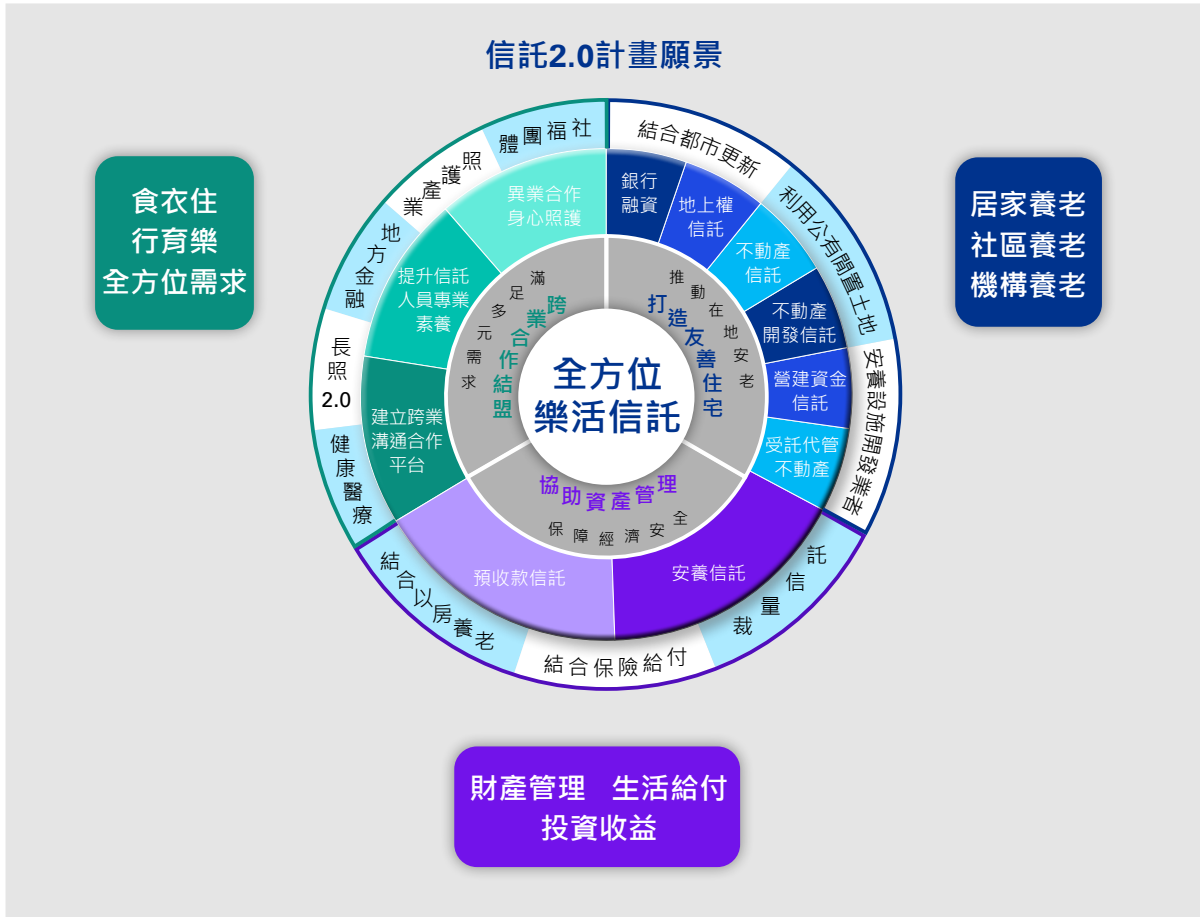 信託2.0計畫願景
食衣住
行育樂
全方位需求
居家養老
社區養老
機構養老
財產管理 生活給付
投資收益
全方位
樂活信託
打造友善住宅
推動在地安老
協助資產管理
保障經濟安全
跨業合作結盟
滿足多元需求
銀行
融資
地上權
信託
不動產
信託
不動產
開發信託
營建資金
信託
受託代管
不動產
安養信託
預收款信託
建立跨業
溝通合作
平台
提升信託
人員專業
素養
異業合作
身心照護
結合都市更新
利用公有閒置土地
安養設施開發業者
裁量信託
結合保險給付
結合以房養老
健康醫療
長照
2.0
地方金融
照護產業
社福團體